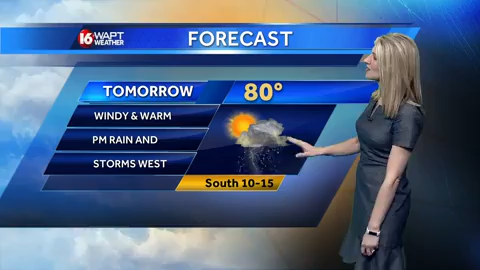 16 WAPT
WEATHER
FORECAST
TOMORROW 80°
WINDY & WARM
PM RAIN AND
STORMS WEST
South 10-15